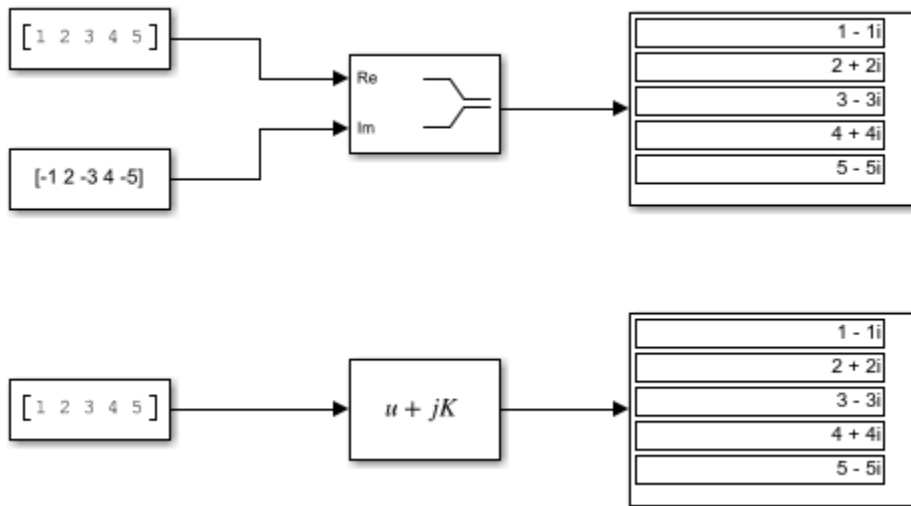 [1 2 3 4 5]
Re
Im
[-1 2 -3 4 -5]
1 - 1i
2 + 2i
3 - 3i
4 + 4i
5 - 5i
[1 2 3 4 5]
u + jK
1 - 1i
2 + 2i
3 - 3i
4 + 4i
5 - 5i